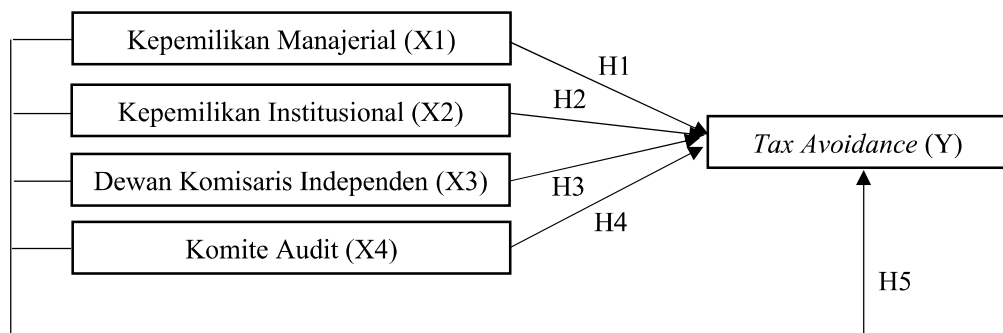 Kepemilikan Manajerial (X1)
H1
Kepemilikan Institusional (X2)
H2
Tax Avoidance (Y)
Dewan Komisaris Independen (X3)
H3
Komite Audit (X4)
H4
H5